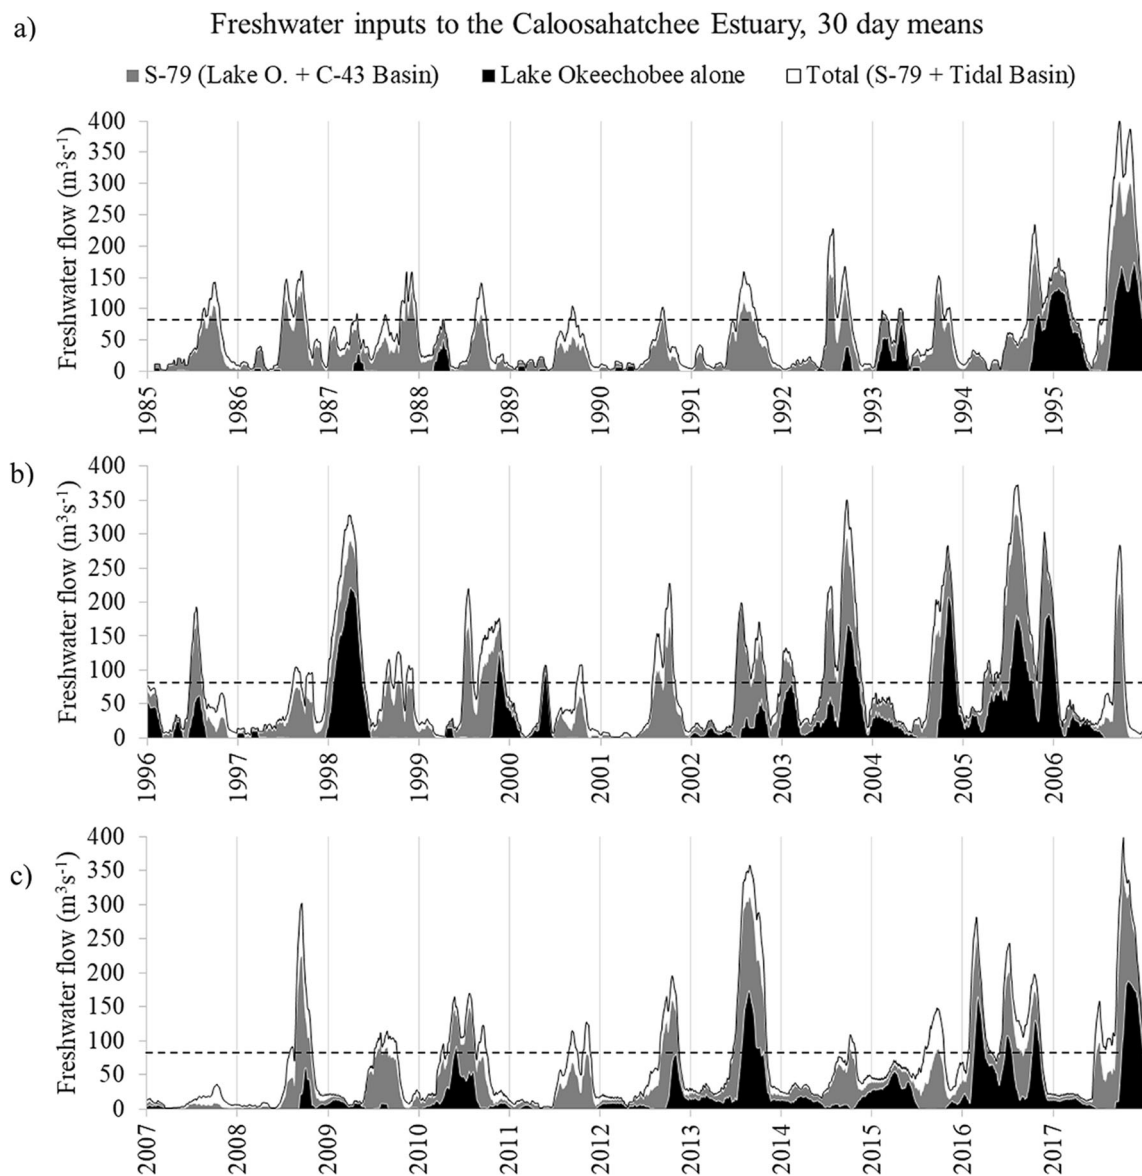 a)
Freshwater inputs to the Caloosahatchee Estuary, 30 day means
S-79 (Lake O. + C-43 Basin) Lake Okeechobee alone Total (S-79 + Tidal Basin)
Freshwater flow (m³s⁻¹)
400
350
300
250
200
150
100
50
0
1985 1986 1987 1988 1989 1990 1991 1992 1993 1994 1995
b)
Freshwater flow (m³s⁻¹)
400
350
300
250
200
150
100
50
0
1996 1997 1998 1999 2000 2001 2002 2003 2004 2005 2006
c)
Freshwater flow (m³s⁻¹)
400
350
300
250
200
150
100
50
0
2007 2008 2009 2010 2011 2012 2013 2014 2015 2016 2017